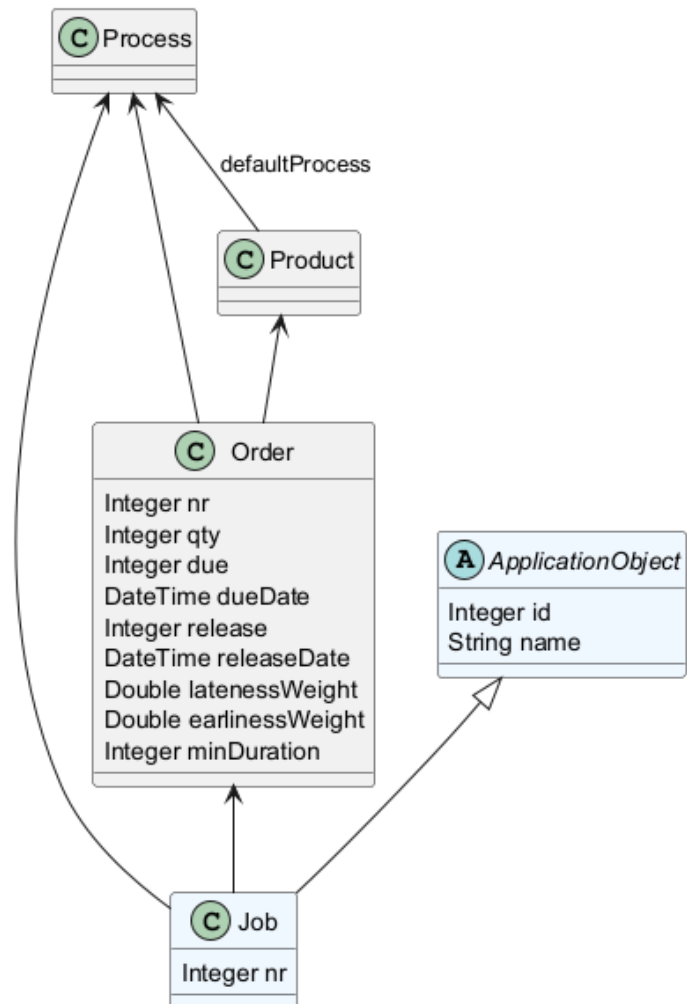 C Process
defaultProcess
C Product
C Order
Integer nr
Integer qty
Integer due
DateTime dueDate
Integer release
DateTime releaseDate
Double latenessWeight
Double earlinessWeight
Integer minDuration
A ApplicationObject
Integer id
String name
C Job
Integer nr